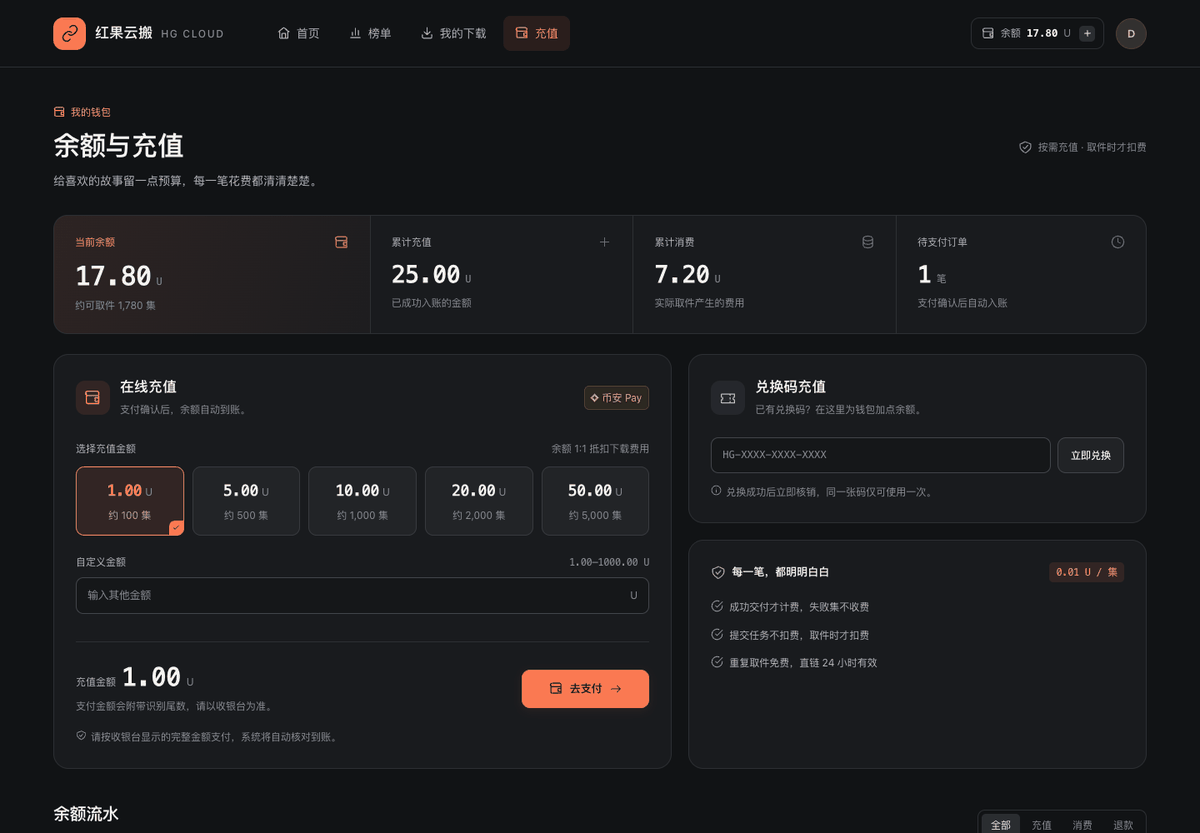 红果云搬 HG CLOUD 首页 榜单 我的下载 充值 余额 17.80 U + D
我的钱包
余额与充值
按需充值 · 取件时才扣费
给喜欢的故事留一点预算，每一笔花费都清清楚楚。
当前余额
17.80 U
约可取件 1,780 集
累计充值
25.00 U
已成功入账的金额
累计消费
7.20 U
实际取件产生的费用
待支付订单
1 笔
支付确认后自动入账
在线充值
支付确认后，余额自动到账。
币安 Pay
选择充值金额
余额 1:1 抵扣下载费用
1.00 U
约 100 集
5.00 U
约 500 集
10.00 U
约 1,000 集
20.00 U
约 2,000 集
50.00 U
约 5,000 集
自定义金额
1.00–1000.00 U
输入其他金额 U
充值金额 1.00 U
支付金额会附带识别尾数，请以收银台为准。
去支付 →
请按收银台显示的完整金额支付，系统将自动核对到账。
兑换码充值
已有兑换码？在这里为钱包加点余额。
HG-XXXX-XXXX-XXXX
立即兑换
兑换成功后立即核销，同一张码仅可使用一次。
每一笔，都明明白白
0.01 U / 集
成功交付才计费，失败集不收费
提交任务不扣费，取件时才扣费
重复取件免费，直链 24 小时有效
余额流水
全部 充值 消费 退款